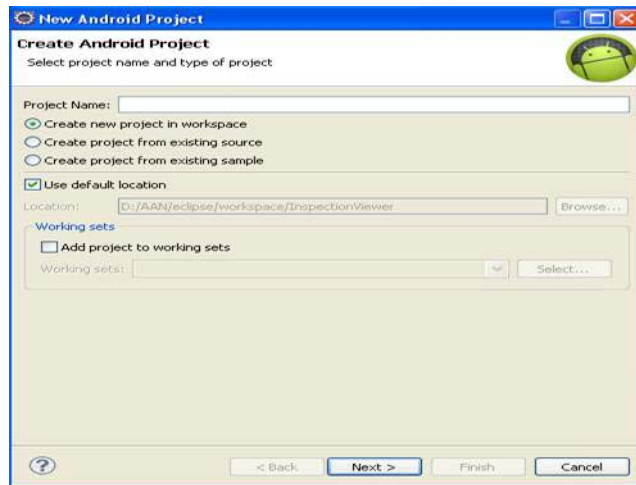 New Android Project
Create Android Project
Select project name and type of project
Project Name:
Create new project in workspace
Create project from existing source
Create project from existing sample
Use default location
Location: D:/AAN/eclipse/workspace/InspectionViewer Browse...
Working sets
Add project to working sets
Working sets: Select...
? < Back Next > Finish Cancel